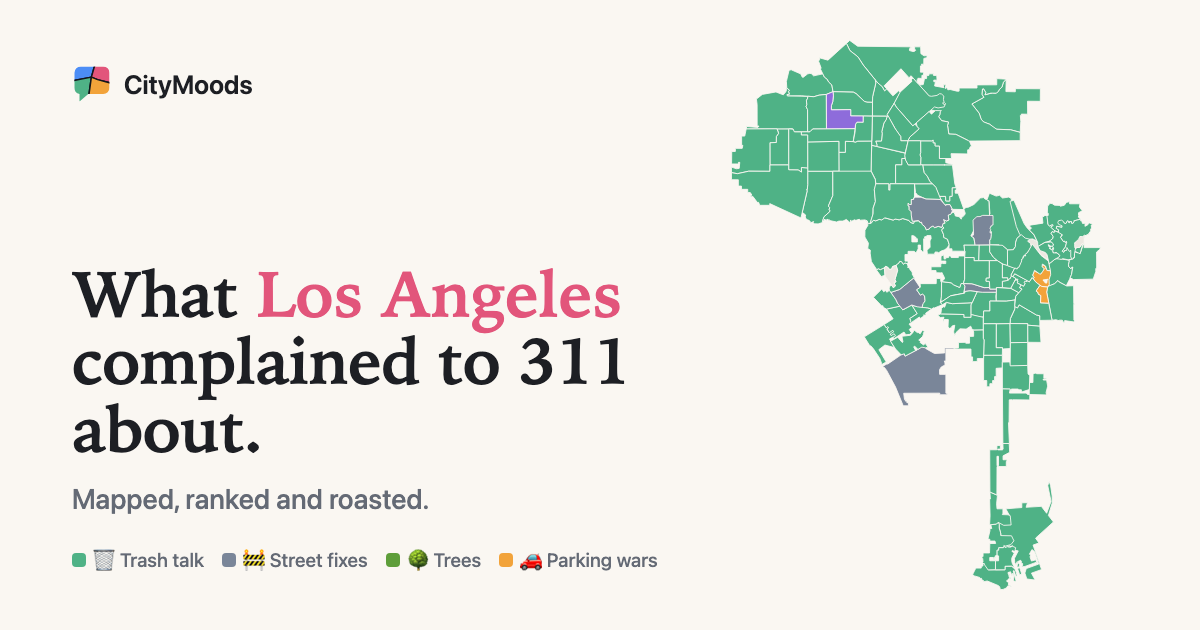 CityMoods
What Los Angeles
complained to 311
about.
Mapped, ranked and roasted.
Trash talk Street fixes Trees Parking wars